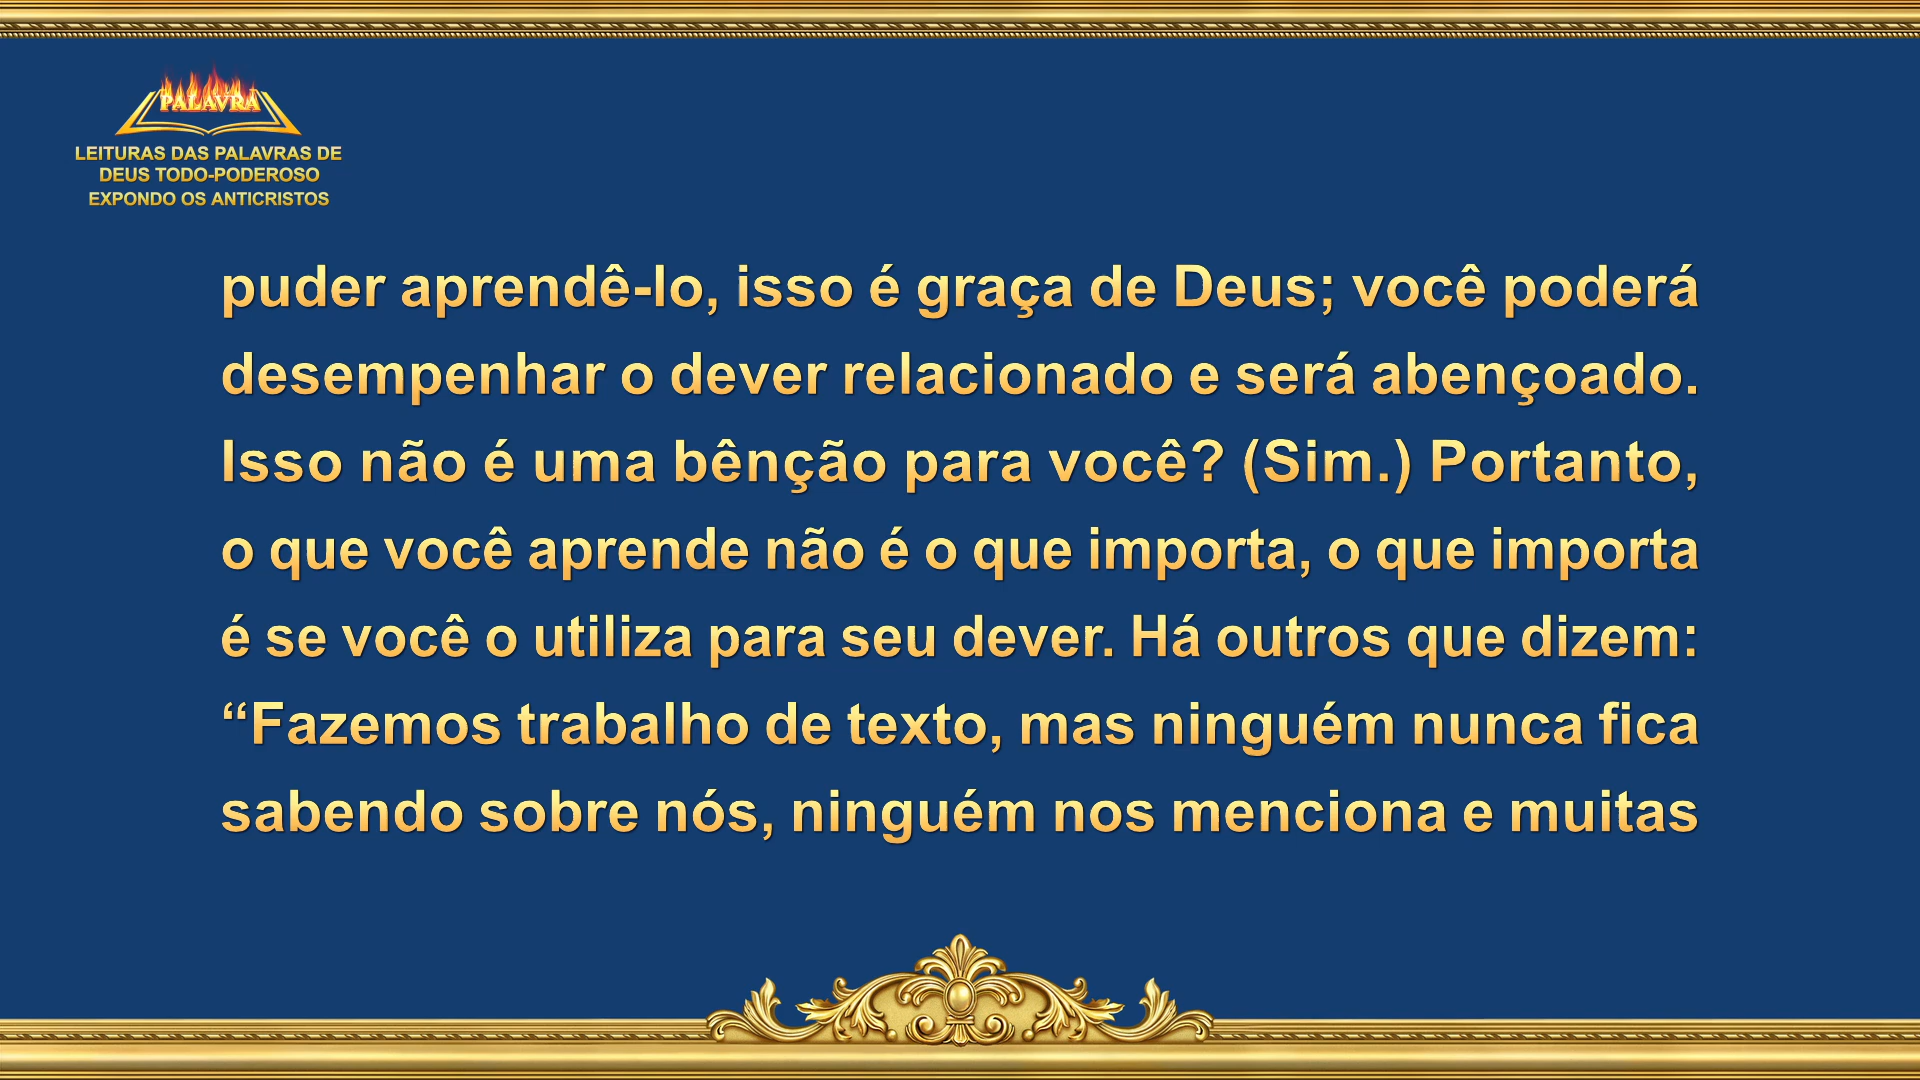 PALAVRA
LEITURAS DAS PALAVRAS DE
DEUS TODO-PODEROSO
EXPONDO OS ANTICRISTOS
puder aprendê-lo, isso é graça de Deus; você poderá
desempenhar o dever relacionado e será abençoado.
Isso não é uma bênção para você? (Sim.) Portanto,
o que você aprende não é o que importa, o que importa
é se você o utiliza para seu dever. Há outros que dizem:
“Fazemos trabalho de texto, mas ninguém nunca fica
sabendo sobre nós, ninguém nos menciona e muitas